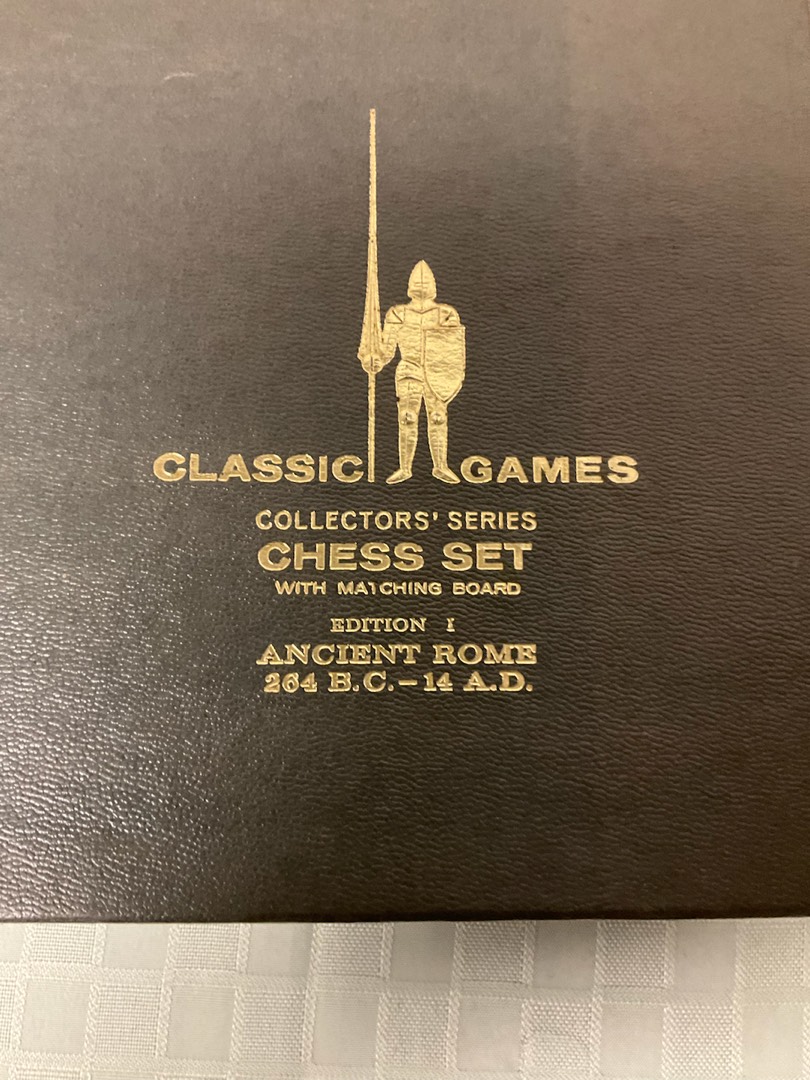 CLASSIC GAMES
COLLECTORS' SERIES
CHESS SET
WITH MATCHING BOARD
EDITION I
ANCIENT ROME
264 B.C. – 14 A.D.